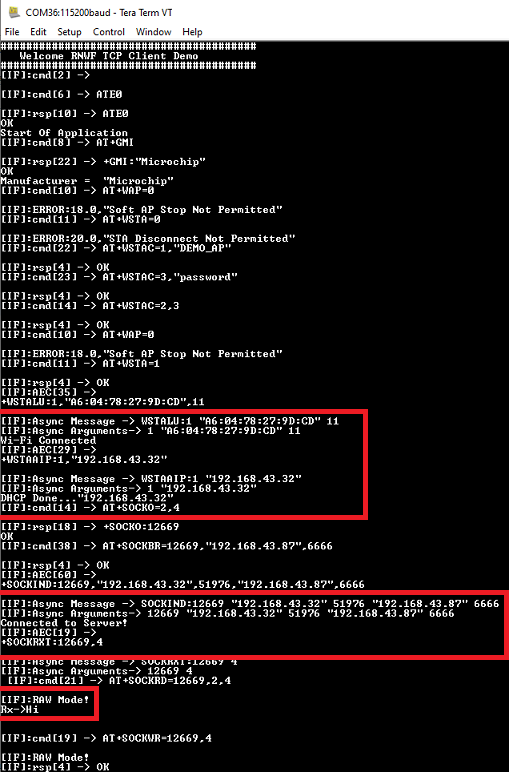 COM36:115200baud - Tera Term VT
File Edit Setup Control Window Help
########################################
Welcome RNWF TCP Client Demo
########################################
[IF]:cmd[2] ->
[IF]:cmd[6] -> ATE0
[IF]:rsp[10] -> ATE0
OK
Start Of Application
[IF]:cmd[8] -> AT+GMI
[IF]:rsp[22] -> +GMI:"Microchip"
OK
Manufacturer =  "Microchip"
[IF]:cmd[10] -> AT+WAP=0
[IF]:ERROR:18.0,"Soft AP Stop Not Permitted"
[IF]:cmd[11] -> AT+WSTA=0
[IF]:ERROR:20.0,"STA Disconnect Not Permitted"
[IF]:cmd[22] -> AT+WSTAC=1,"DEMO_AP"
[IF]:rsp[4] -> OK
[IF]:cmd[23] -> AT+WSTAC=3,"password"
[IF]:rsp[4] -> OK
[IF]:cmd[14] -> AT+WSTAC=2,3
[IF]:rsp[4] -> OK
[IF]:cmd[10] -> AT+WAP=0
[IF]:ERROR:18.0,"Soft AP Stop Not Permitted"
[IF]:cmd[11] -> AT+WSTA=1
[IF]:rsp[4] -> OK
[IF]:AEC[35] ->
+WSTALU:1,"A6:04:78:27:9D:CD",11
[IF]:Async Message -> WSTALU:1 "A6:04:78:27:9D:CD" 11
[IF]:Async Arguments-> 1 "A6:04:78:27:9D:CD" 11
Wi-Fi Connected
[IF]:AEC[29] ->
+WSTAAIP:1,"192.168.43.32"
[IF]:Async Message -> WSTAAIP:1 "192.168.43.32"
[IF]:Async Arguments-> 1 "192.168.43.32"
DHCP Done..."192.168.43.32"
[IF]:cmd[14] -> AT+SOCKO=2,4
[IF]:rsp[18] -> +SOCKO:12669
OK
[IF]:cmd[38] -> AT+SOCKBR=12669,"192.168.43.87",6666
[IF]:rsp[4] -> OK
[IF]:AEC[60] ->
+SOCKIND:12669,"192.168.43.32",51976,"192.168.43.87",6666
[IF]:Async Message -> SOCKIND:12669 "192.168.43.32" 51976 "192.168.43.87" 6666
[IF]:Async Arguments-> 12669 "192.168.43.32" 51976 "192.168.43.87" 6666
Connected to Server!
[IF]:AEC[19] ->
+SOCKRXT:12669,4
[IF]:Async Message -> SOCKRXT:12669 4
[IF]:Async Arguments-> 12669 4
[IF]:cmd[21] -> AT+SOCKRD=12669,2,4
[IF]:RAW Mode!
Rx->Hi
[IF]:cmd[19] -> AT+SOCKWR=12669,4
[IF]:RAW Mode!
[IF]:rsp[4] -> OK